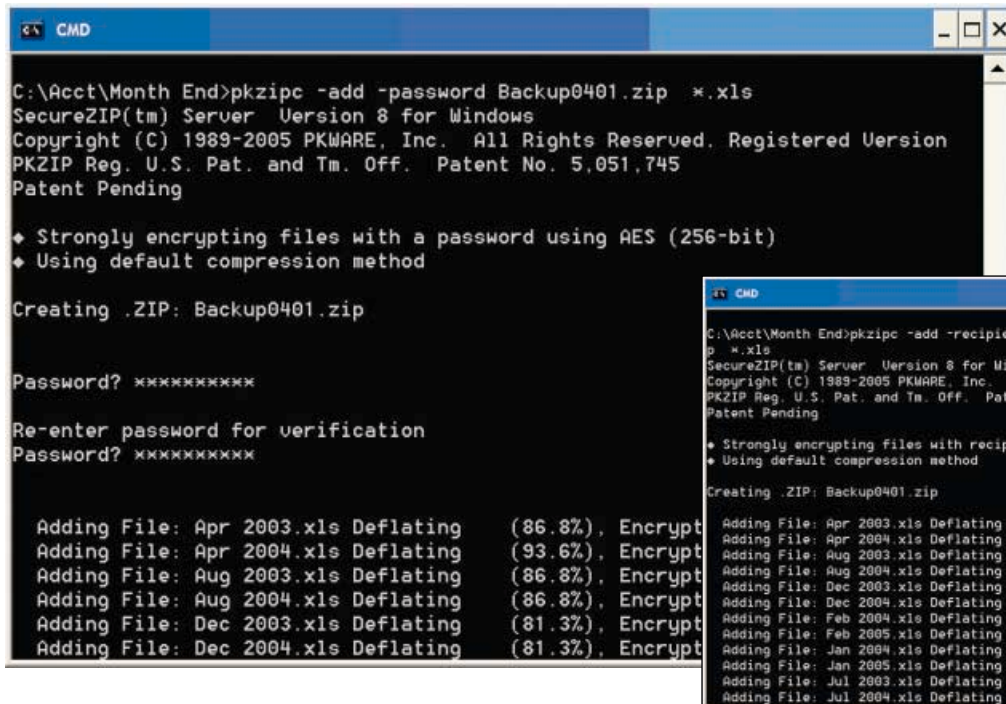 CMD
C:\Acct\Month End>pkzipc -add -password Backup0401.zip *.xls
SecureZIP(tm) Server Version 8 for Windows
Copyright (C) 1989-2005 PKWARE, Inc. All Rights Reserved. Registered Version
PKZIP Reg. U.S. Pat. and Tm. Off. Patent No. 5,051,745
Patent Pending
◆ Strongly encrypting files with a password using AES (256-bit)
◆ Using default compression method
Creating .ZIP: Backup0401.zip
Password? **********
Re-enter password for verification
Password? **********
Adding File: Apr 2003.xls Deflating (86.8%), Encrypt
Adding File: Apr 2004.xls Deflating (93.6%), Encrypt
Adding File: Aug 2003.xls Deflating (86.8%), Encrypt
Adding File: Aug 2004.xls Deflating (86.8%), Encrypt
Adding File: Dec 2003.xls Deflating (81.3%), Encrypt
Adding File: Dec 2004.xls Deflating (81.3%), Encrypt
CMD
C:\Acct\Month End>pkzipc -add -recipie
p *.xls
SecureZIP(tm) Server Version 8 for Wi
Copyright (C) 1989-2005 PKWARE, Inc.
PKZIP Reg. U.S. Pat. and Tm. Off. Pat
Patent Pending
◆ Strongly encrypting files with recip
◆ Using default compression method
Creating .ZIP: Backup0401.zip
Adding File: Apr 2003.xls Deflating
Adding File: Apr 2004.xls Deflating
Adding File: Aug 2003.xls Deflating
Adding File: Aug 2004.xls Deflating
Adding File: Dec 2003.xls Deflating
Adding File: Dec 2004.xls Deflating
Adding File: Feb 2004.xls Deflating
Adding File: Feb 2005.xls Deflating
Adding File: Jan 2004.xls Deflating
Adding File: Jan 2005.xls Deflating
Adding File: Jul 2003.xls Deflating
Adding File: Jul 2004.xls Deflating